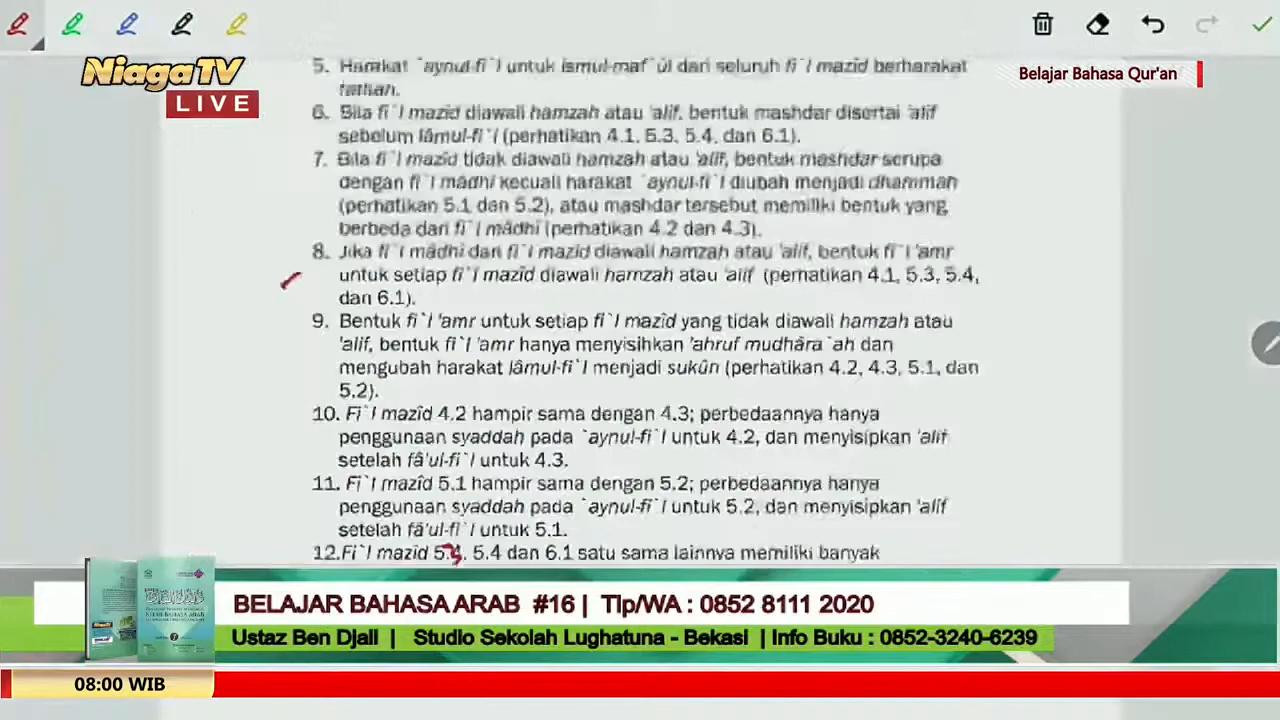 NiagaTV
LIVE
Belajar Bahasa Qur'an
5. Harakat `aynul-fi`l untuk ismul-maf`ûl dari seluruh fi`l mazîd berharakat
fathah.
6. Bila fi`l mazîd diawali hamzah atau 'alif, bentuk mashdar disertai 'alif
sebelum lâmul-fi`l (perhatikan 4.1, 5.3, 5.4, dan 6.1).
7. Bila fi`l mazîd tidak diawali hamzah atau 'alif, bentuk mashdar serupa
dengan fi`l mâdhî kecuali harakat `aynul-fi`l diubah menjadi dhammah
(perhatikan 5.1 dan 5.2), atau mashdar tersebut memiliki bentuk yang
berbeda dari fi`l mâdhî (perhatikan 4.2 dan 4.3).
8. Jika fi`l mâdhî dari fi`l mazîd diawali hamzah atau 'alif, bentuk fi`l 'amr
untuk setiap fi`l mazîd diawali hamzah atau 'alif (perhatikan 4.1, 5.3, 5.4,
dan 6.1).
9. Bentuk fi`l 'amr untuk setiap fi`l mazîd yang tidak diawali hamzah atau
'alif, bentuk fi`l 'amr hanya menyisihkan 'ahruf mudhâra`ah dan
mengubah harakat lâmul-fi`l menjadi sukûn (perhatikan 4.2, 4.3, 5.1, dan
5.2).
10. Fi`l mazîd 4.2 hampir sama dengan 4.3; perbedaannya hanya
penggunaan syaddah pada `aynul-fi`l untuk 4.2, dan menyisipkan 'alif
setelah fâ'ul-fi`l untuk 4.3.
11. Fi`l mazîd 5.1 hampir sama dengan 5.2; perbedaannya hanya
penggunaan syaddah pada `aynul-fi`l untuk 5.2, dan menyisipkan 'alif
setelah fâ'ul-fi`l untuk 5.1.
12.Fi`l mazîd 5.3, 5.4 dan 6.1 satu sama lainnya memiliki banyak
BELAJAR BAHASA ARAB #16 | Tlp/WA : 0852 8111 2020
Ustaz Ben Djali | Studio Sekolah Lughatuna - Bekasi | Info Buku : 0852-3240-6239
08:00 WIB